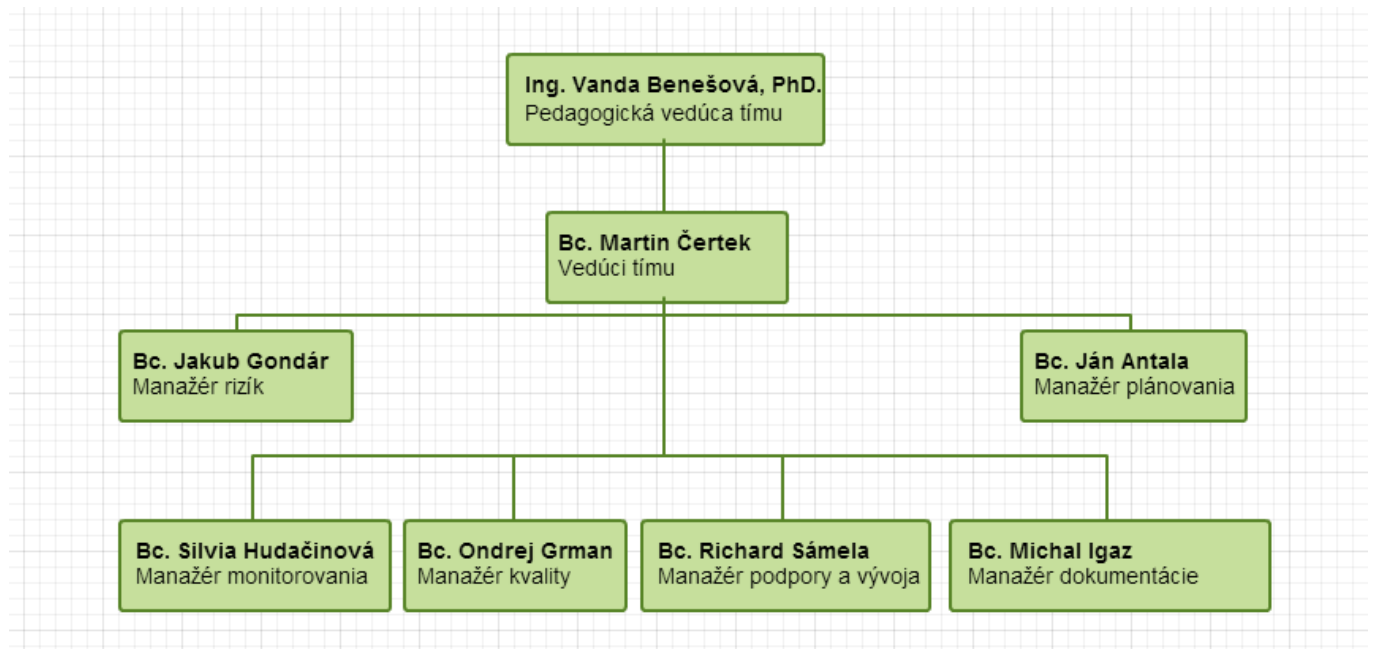 Ing. Vanda Benešová, PhD.
Pedagogická vedúca tímu
Bc. Martin Čertek
Vedúci tímu
Bc. Jakub Gondár
Manažér rizík
Bc. Ján Antala
Manažér plánovania
Bc. Silvia Hudačinová
Manažér monitorovania
Bc. Ondrej Grman
Manažér kvality
Bc. Richard Sámela
Manažér podpory a vývoja
Bc. Michal Igaz
Manažér dokumentácie